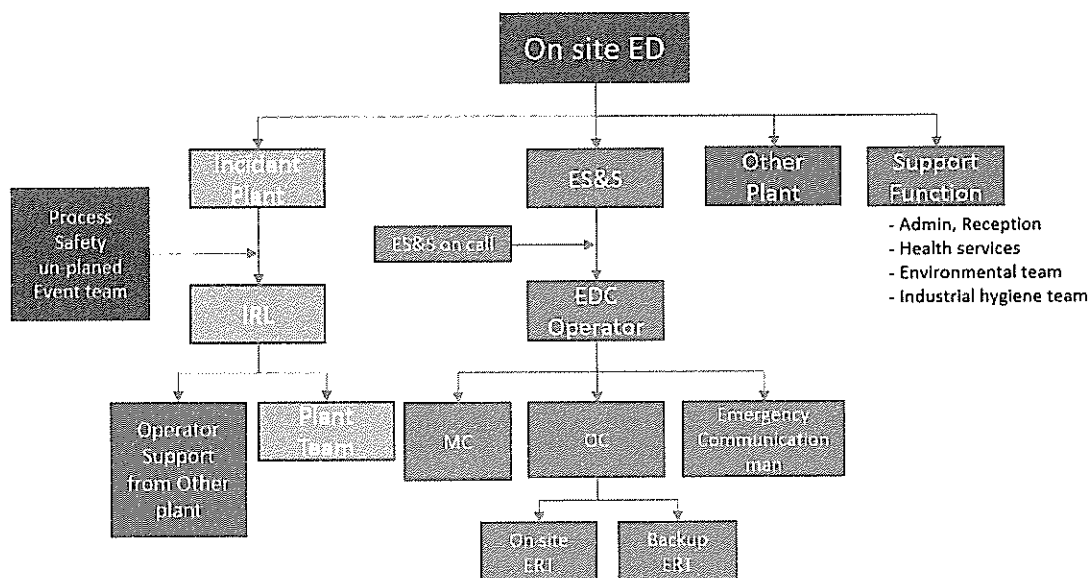 On site ED
Incident
Plant
ES&S
Other
Plant
Support
Function
- Admin, Reception
- Health services
- Environmental team
- Industrial hygiene team
Process
Safety
un-planed
Event team
ES&S on call
IRL
EDC
Operator
Operator
Support
from Other
plant
Plant
Team
MC
OC
Emergency
Communication
man
On site
ERT
Backup
ERT